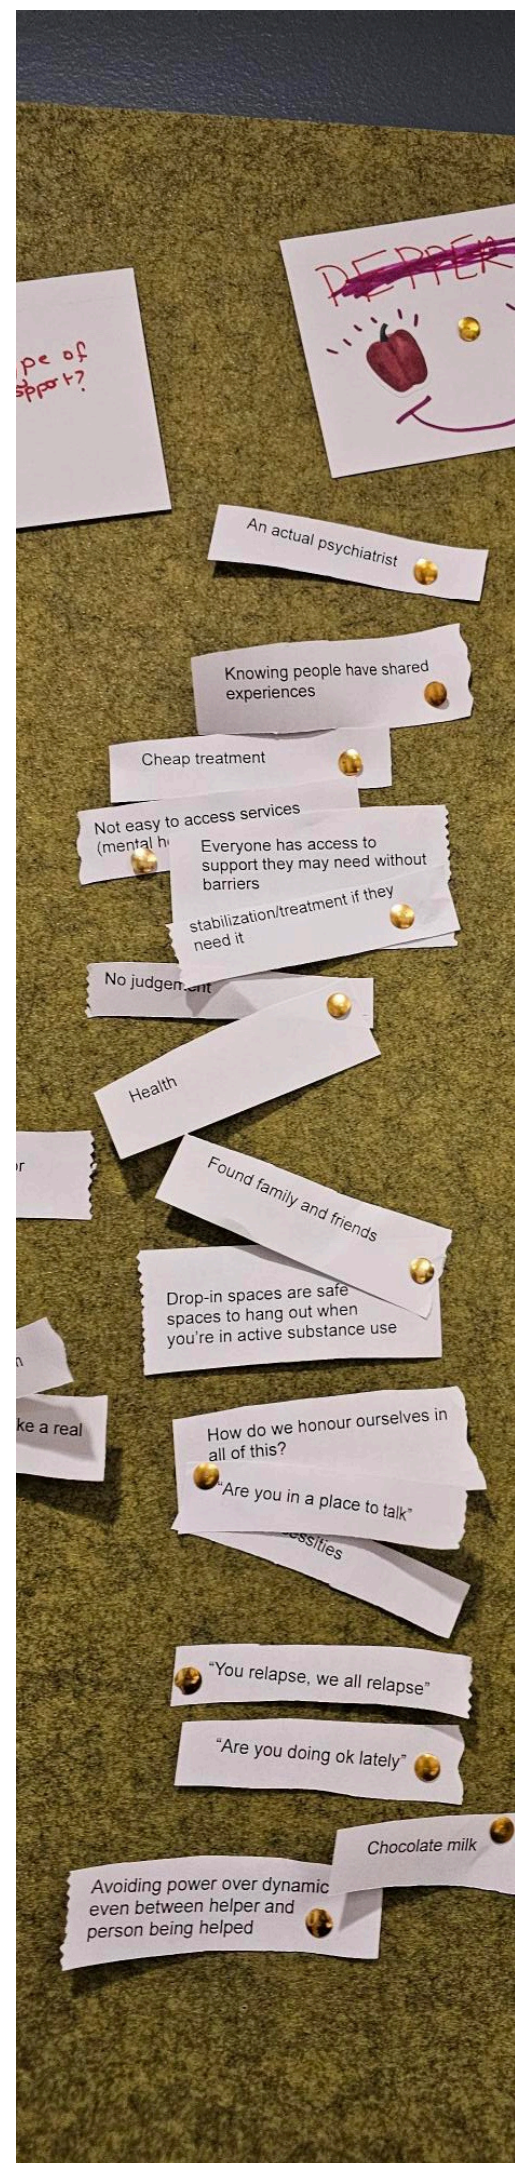 PEPPER
pe of
pport?
An actual psychiatrist
Knowing people have shared
experiences
Cheap treatment
Not easy to access services
(mental
Everyone has access to
support they may need without
barriers
stabilization/treatment if they
need it
No judgement
Health
or
Found family and friends
Drop-in spaces are safe
spaces to hang out when
you're in active substance use
ke a real
How do we honour ourselves in
all of this?
"Are you in a place to talk"
essities
"You relapse, we all relapse"
"Are you doing ok lately"
Chocolate milk
Avoiding power over dynamic
even between helper and
person being helped